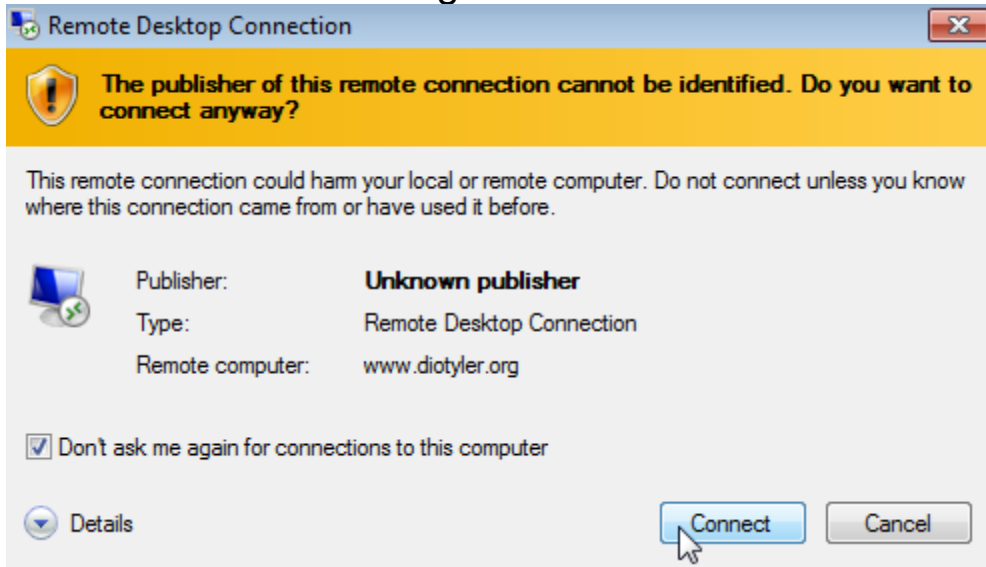 Remote Desktop Connection
The publisher of this remote connection cannot be identified. Do you want to
connect anyway?
This remote connection could harm your local or remote computer. Do not connect unless you know
where this connection came from or have used it before.
Publisher: Unknown publisher
Type: Remote Desktop Connection
Remote computer: www.diotyler.org
Don't ask me again for connections to this computer
Details Connect Cancel